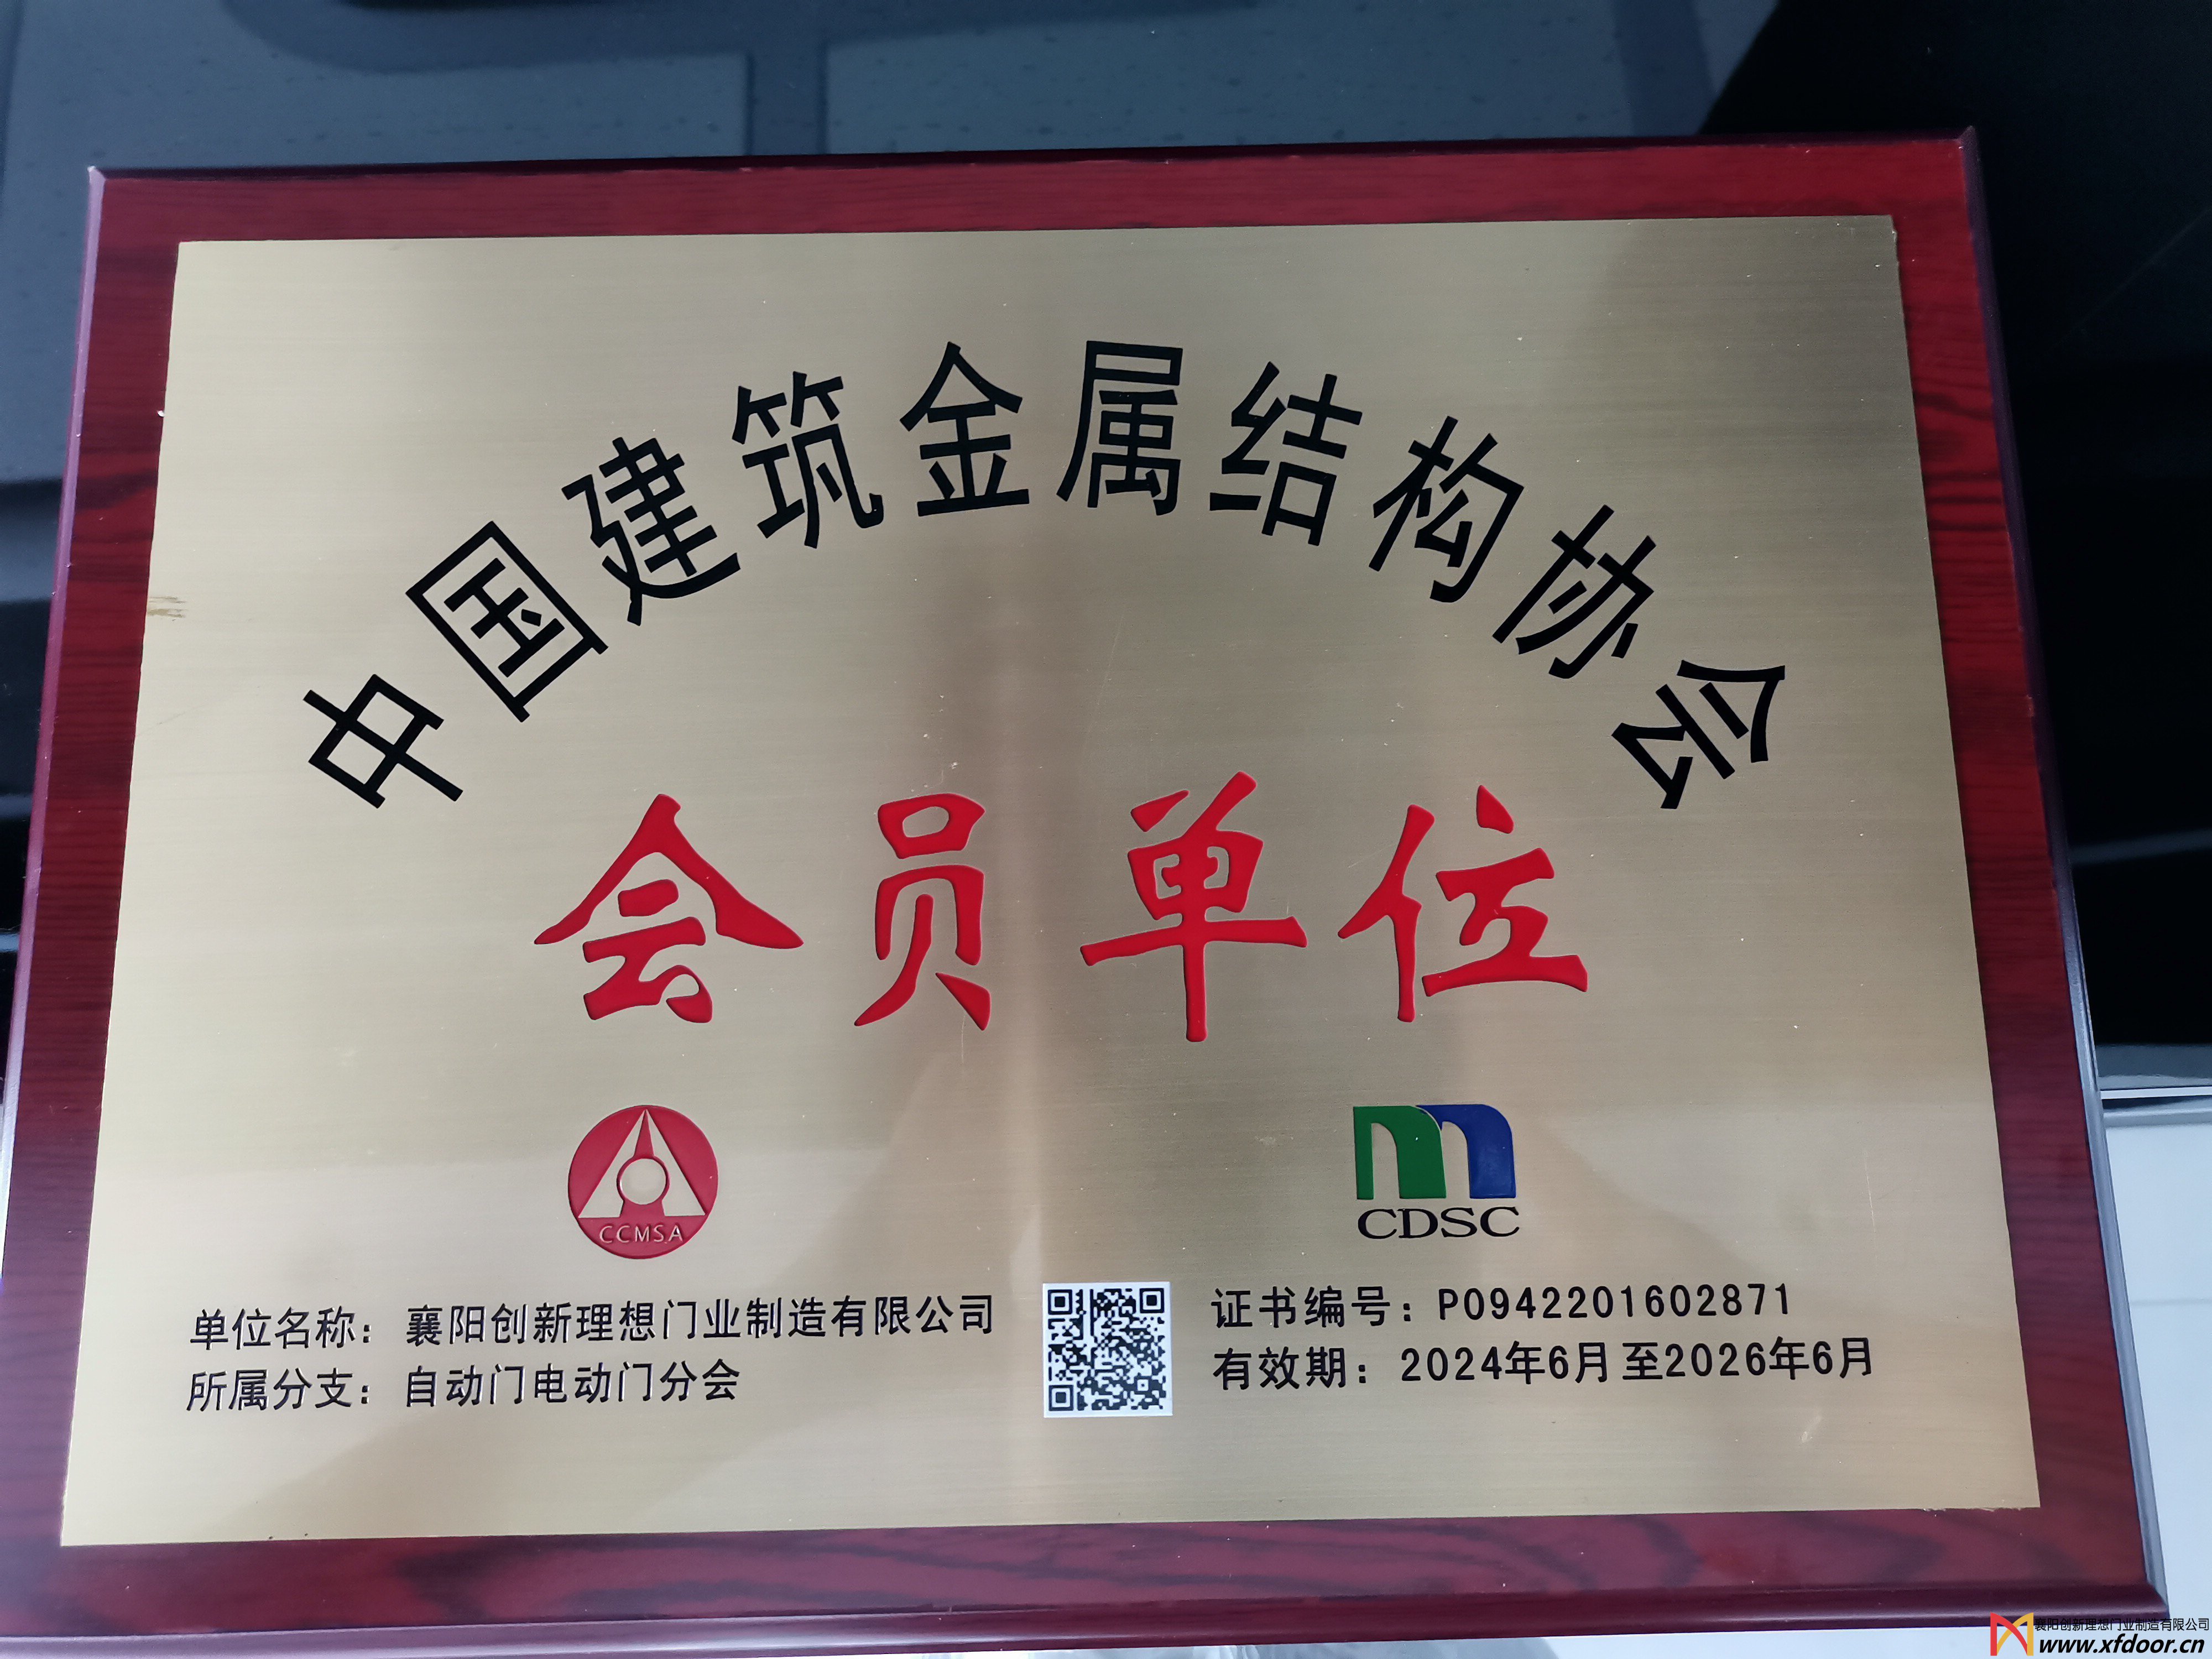 中国建筑金属结构协会
会员单位
CCMSA
CDSC
单位名称：襄阳创新理想门业制造有限公司
所属分支：自动门电动门分会
证书编号：P09422201602871
有效期：2024年6月至2026年6月
襄阳创新理想门业制造有限公司
www.xfdoor.cn